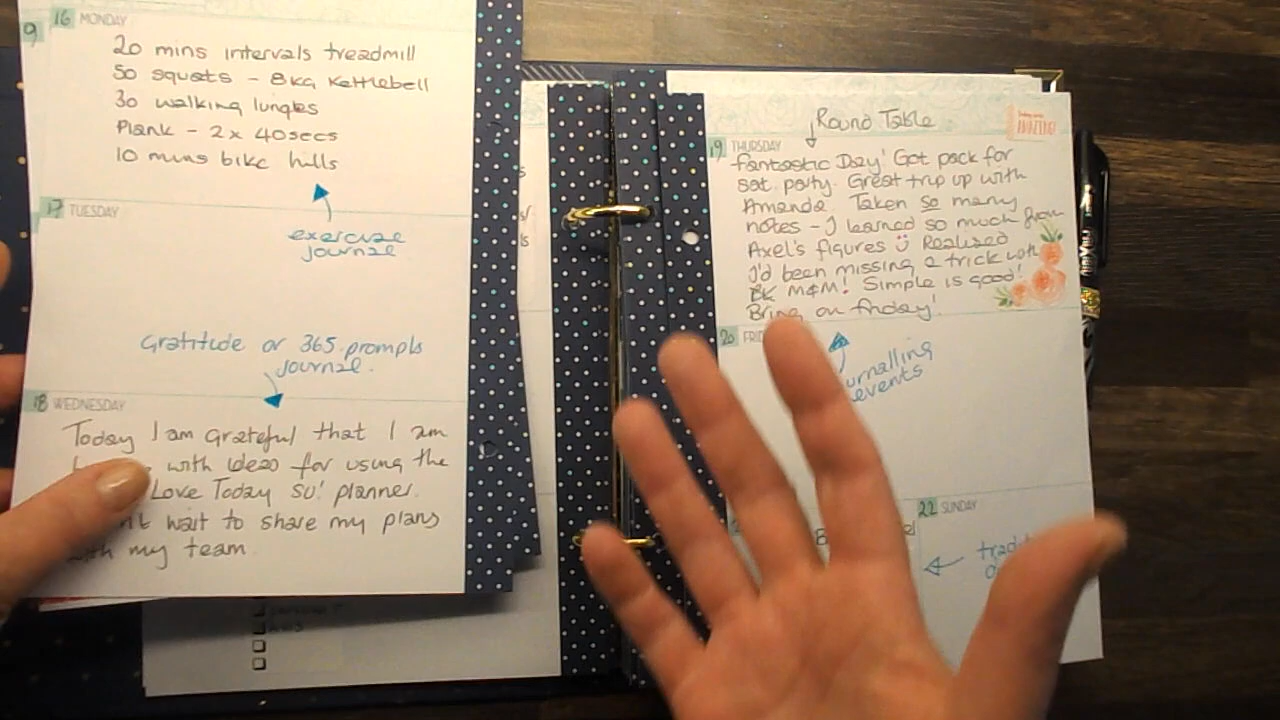 9
16 MONDAY
20 mins intervals treadmill
50 squats - 8kg Kettlebell
30 walking lunges
Plank - 2 x 40secs
10 mins bike hills
17 TUESDAY
exercise
journal
Gratitude or 365 prompts
journal.
18 WEDNESDAY
Today I am grateful that I am
with ideas for using the
Love Today SU! planner.
wait to share my plans
with my team
Round Table
AMAZING!
19 THURSDAY
Fantastic Day! Got pack for
sat party. Great trip up with
Amanda. Taken so many
notes - I learned so much from
Axel's figures Realised
I'd been missing a trick with
BK M&M! Simple is good!
Bring on friday!
20 FRI
urnalling
events
22 SUNDAY